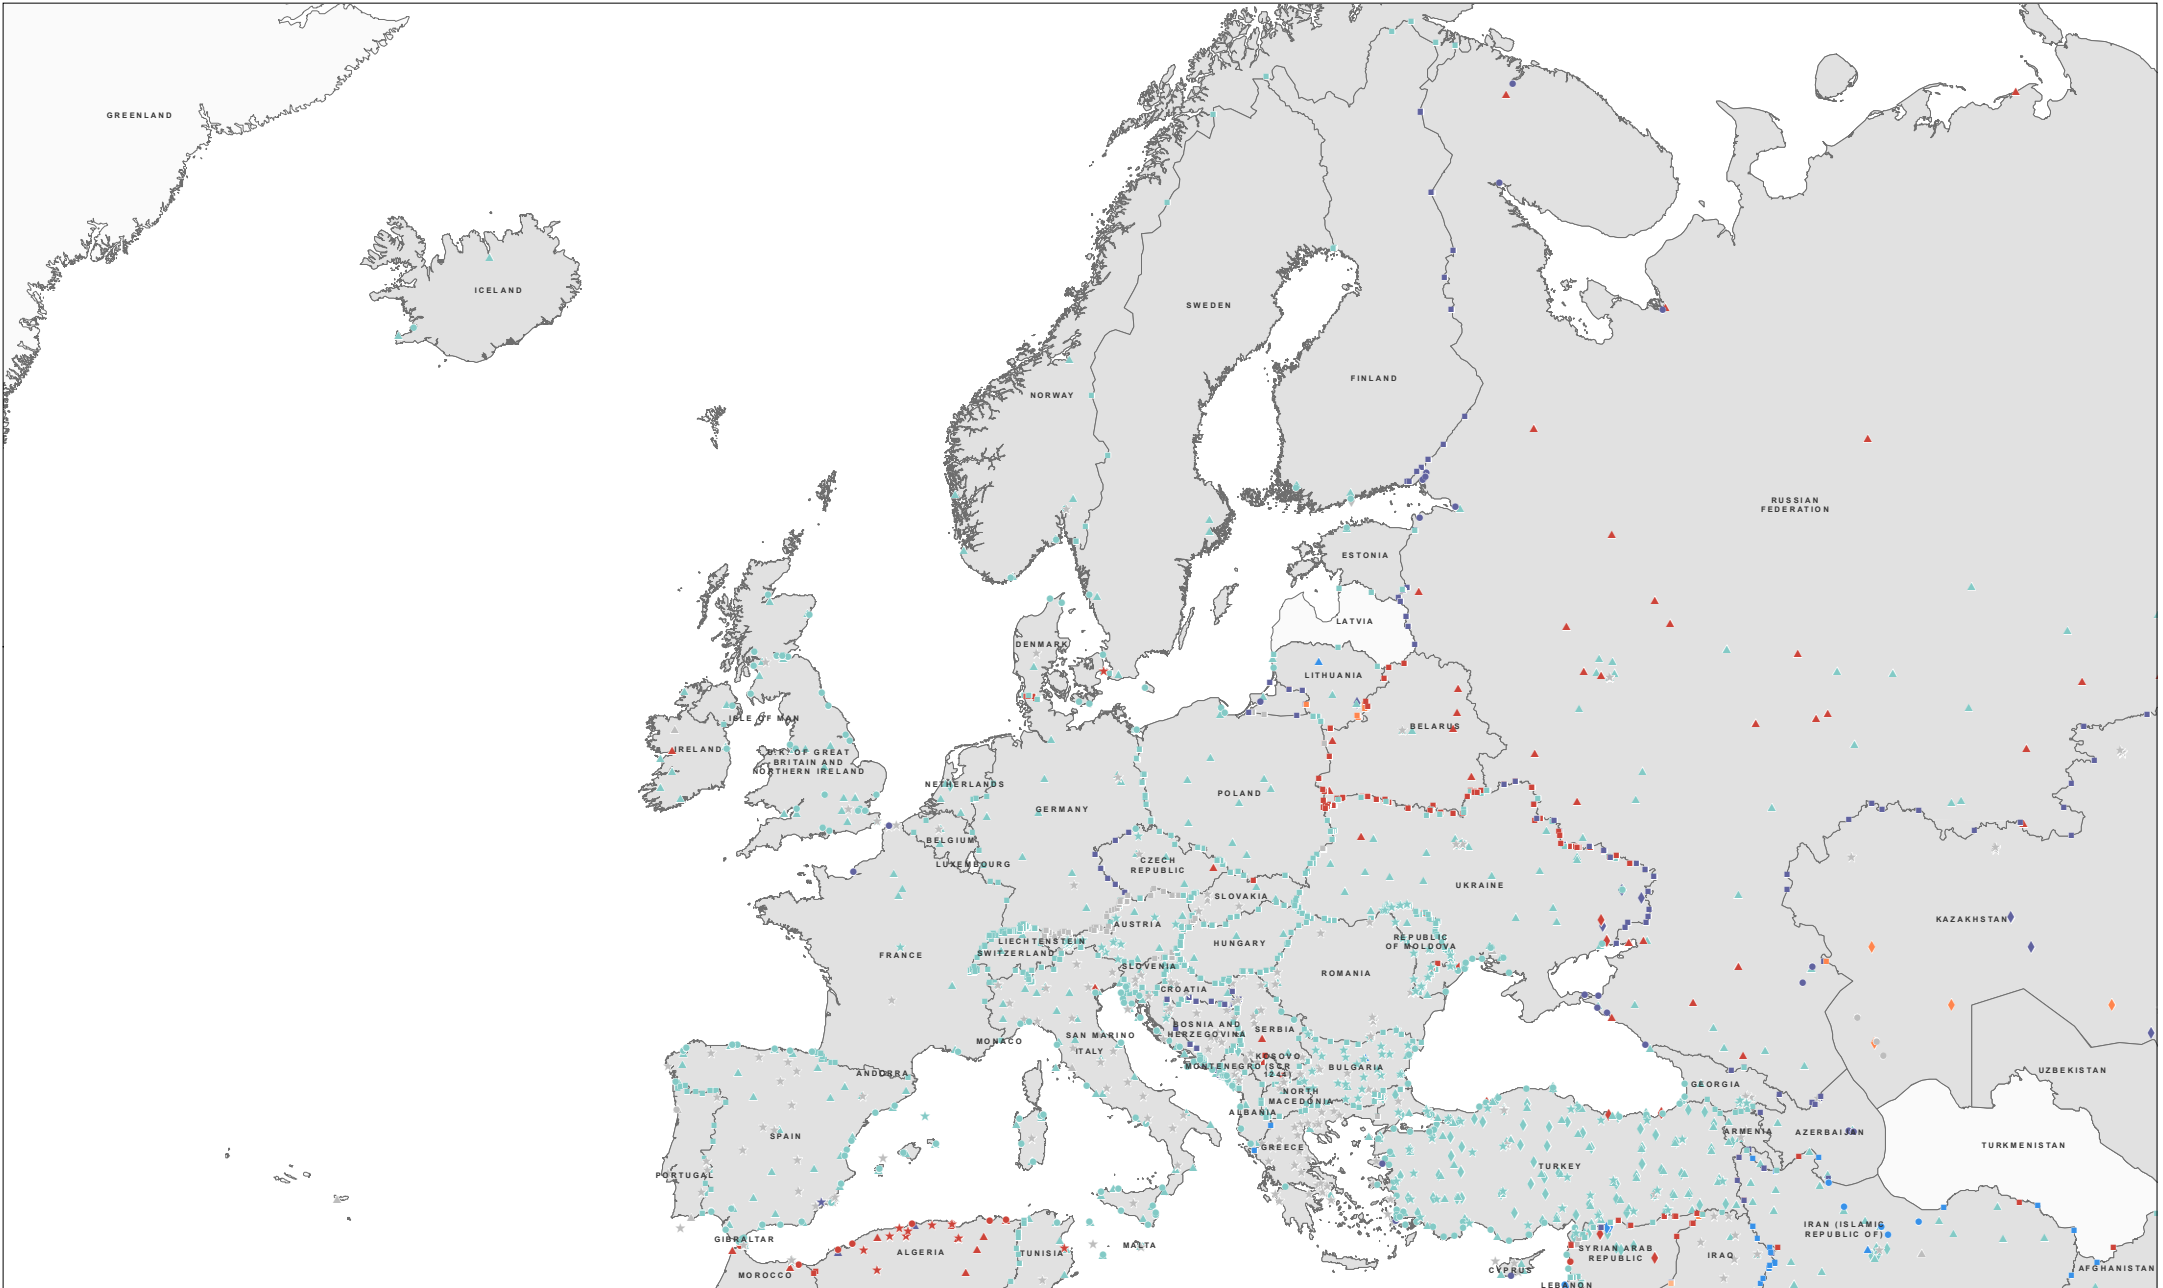 GREENLAND
ICELAND
SWEDEN
FINLAND
NORWAY
RUSSIAN
FEDERATION
ESTONIA
LATVIA
DENMARK
LITHUANIA
ISLE OF MAN
BELARUS
IRELAND
U.K. OF GREAT
BRITAIN AND
NORTHERN IRELAND
NETHERLANDS
POLAND
GERMANY
BELGIUM
LUXEMBOURG
CZECH
REPUBLIC
UKRAINE
SLOVAKIA
KAZAKHSTAN
AUSTRIA
LIECHTENSTEIN
SWITZERLAND
HUNGARY
REPUBLIC
OF MOLDOVA
FRANCE
SLOVENIA
ROMANIA
CROATIA
BOSNIA AND
HERZEGOVINA
SERBIA
SAN MARINO
MONACO
ITALY
KOSOVO
(SCR
1244)
MONTENEGRO
BULGARIA
ANDORRA
UZBEKISTAN
GEORGIA
NORTH
MACEDONIA
ALBANIA
SPAIN
ARMENIA
AZERBAIJAN
GREECE
TURKMENISTAN
PORTUGAL
TURKEY
GIBRALTAR
MALTA
ALGERIA
TUNISIA
IRAN (ISLAMIC
REPUBLIC OF)
SYRIAN ARAB
REPUBLIC
IRAQ
MOROCCO
CYPRUS
LEBANON
AFGHANISTAN